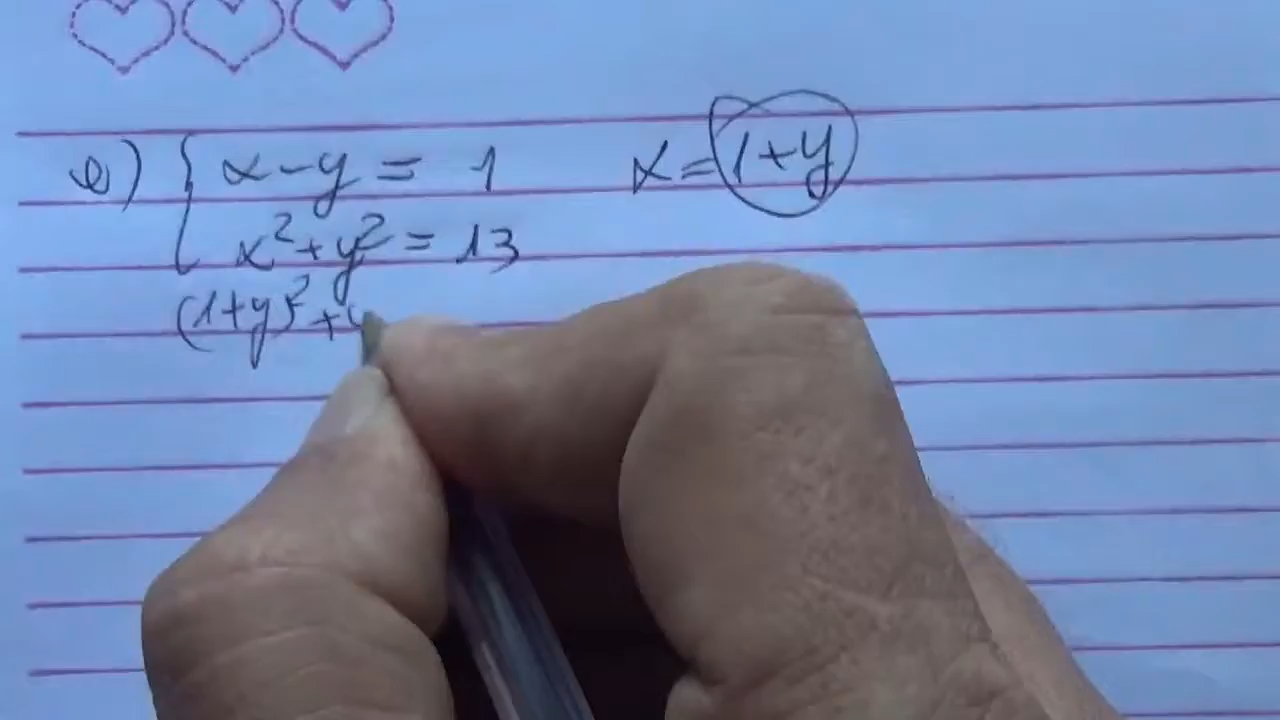 e) { x-y = 1 x = 1+y
x²+y² = 13
(1+y)² + y